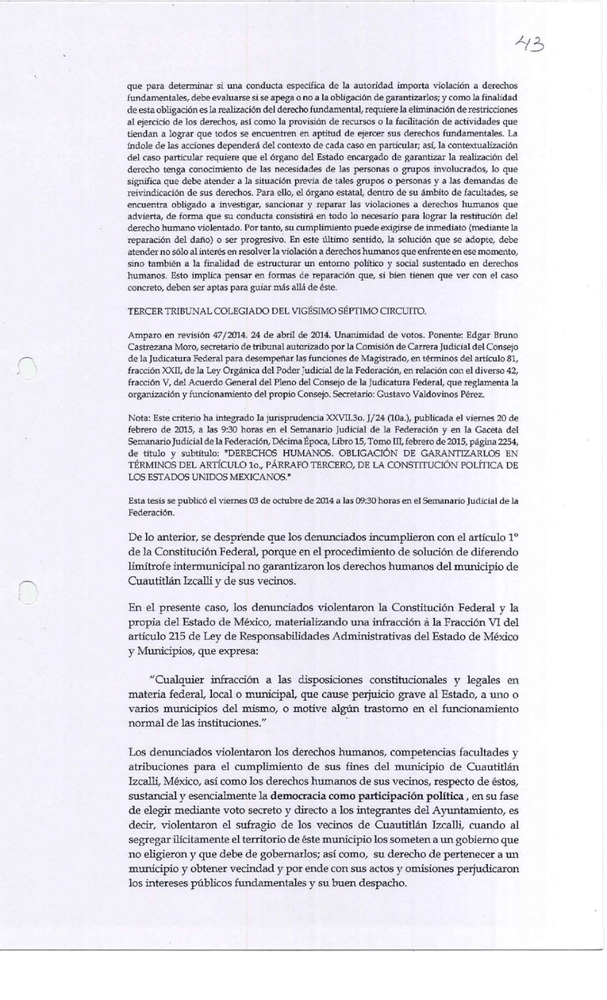 43
que para determinar si una conducta específica de la autoridad importa violación a derechos
fundamentales, debe evaluarse si se apega o no a la obligación de garantizarlos; y como la finalidad
de esta obligación es la realización del derecho fundamental, requiere la eliminación de restricciones
al ejercicio de los derechos, así como la provisión de recursos o la facilitación de actividades que
tiendan a lograr que todos se encuentren en aptitud de ejercer sus derechos fundamentales. La
índole de las acciones dependerá del contexto de cada caso en particular; así, la contextualización
del caso particular requiere que el órgano del Estado encargado de garantizar la realización del
derecho tenga conocimiento de las necesidades de las personas o grupos involucrados, lo que
significa que debe atender a la situación previa de tales grupos o personas y a las demandas de
reivindicación de sus derechos. Para ello, el órgano estatal, dentro de su ámbito de facultades, se
encuentra obligado a investigar, sancionar y reparar las violaciones a derechos humanos que
advierta, de forma que su conducta consistirá en todo lo necesario para lograr la restitución del
derecho humano violentado. Por tanto, su cumplimiento puede exigirse de inmediato (mediante la
reparación del daño) o ser progresivo. En este último sentido, la solución que se adopte, debe
atender no sólo al interés en resolver la violación a derechos humanos que enfrente en ese momento,
sino también a la finalidad de estructurar un entorno político y social sustentado en derechos
humanos. Esto implica pensar en formas de reparación que, si bien tienen que ver con el caso
concreto, deben ser aptas para guiar más allá de éste.
TERCER TRIBUNAL COLEGIADO DEL VIGÉSIMO SÉPTIMO CIRCUITO.
Amparo en revisión 47/2014. 24 de abril de 2014. Unanimidad de votos. Ponente: Edgar Bruno
Castrezana Moro, secretario de tribunal autorizado por la Comisión de Carrera Judicial del Consejo
de la Judicatura Federal para desempeñar las funciones de Magistrado, en términos del artículo 81,
fracción XXII, de la Ley Orgánica del Poder Judicial de la Federación, en relación con el diverso 42,
fracción V, del Acuerdo General del Pleno del Consejo de la Judicatura Federal, que reglamenta la
organización y funcionamiento del propio Consejo. Secretario: Gustavo Valdovinos Pérez.
Nota: Este criterio ha integrado la jurisprudencia XXVII.3o. J/24 (10a.), publicada el viernes 20 de
febrero de 2015, a las 9:30 horas en el Semanario Judicial de la Federación y en la Gaceta del
Semanario Judicial de la Federación, Décima Época, Libro 15, Tomo III, febrero de 2015, página 2254,
de título y subtítulo: "DERECHOS HUMANOS. OBLIGACIÓN DE GARANTIZARLOS EN
TÉRMINOS DEL ARTÍCULO 1o., PÁRRAFO TERCERO, DE LA CONSTITUCIÓN POLÍTICA DE
LOS ESTADOS UNIDOS MEXICANOS."
Esta tesis se publicó el viernes 03 de octubre de 2014 a las 09:30 horas en el Semanario Judicial de la
Federación.
De lo anterior, se desprende que los denunciados incumplieron con el artículo 1°
de la Constitución Federal, porque en el procedimiento de solución de diferendo
limítrofe intermunicipal no garantizaron los derechos humanos del municipio de
Cuautitlán Izcalli y de sus vecinos.
En el presente caso, los denunciados violentaron la Constitución Federal y la
propia del Estado de México, materializando una infracción a la Fracción VI del
artículo 215 de Ley de Responsabilidades Administrativas del Estado de México
y Municipios, que expresa:
"Cualquier infracción a las disposiciones constitucionales y legales en
materia federal, local o municipal, que cause perjuicio grave al Estado, a uno o
varios municipios del mismo, o motive algún trastorno en el funcionamiento
normal de las instituciones."
Los denunciados violentaron los derechos humanos, competencias facultades y
atribuciones para el cumplimiento de sus fines del municipio de Cuautitlán
Izcalli, México, así como los derechos humanos de sus vecinos, respecto de éstos,
sustancial y esencialmente la democracia como participación política , en su fase
de elegir mediante voto secreto y directo a los integrantes del Ayuntamiento, es
decir, violentaron el sufragio de los vecinos de Cuautitlán Izcalli, cuando al
segregar ilícitamente el territorio de éste municipio los someten a un gobierno que
no eligieron y que debe de gobernarlos; así como, su derecho de pertenecer a un
municipio y obtener vecindad y por ende con sus actos y omisiones perjudicaron
los intereses públicos fundamentales y su buen despacho.